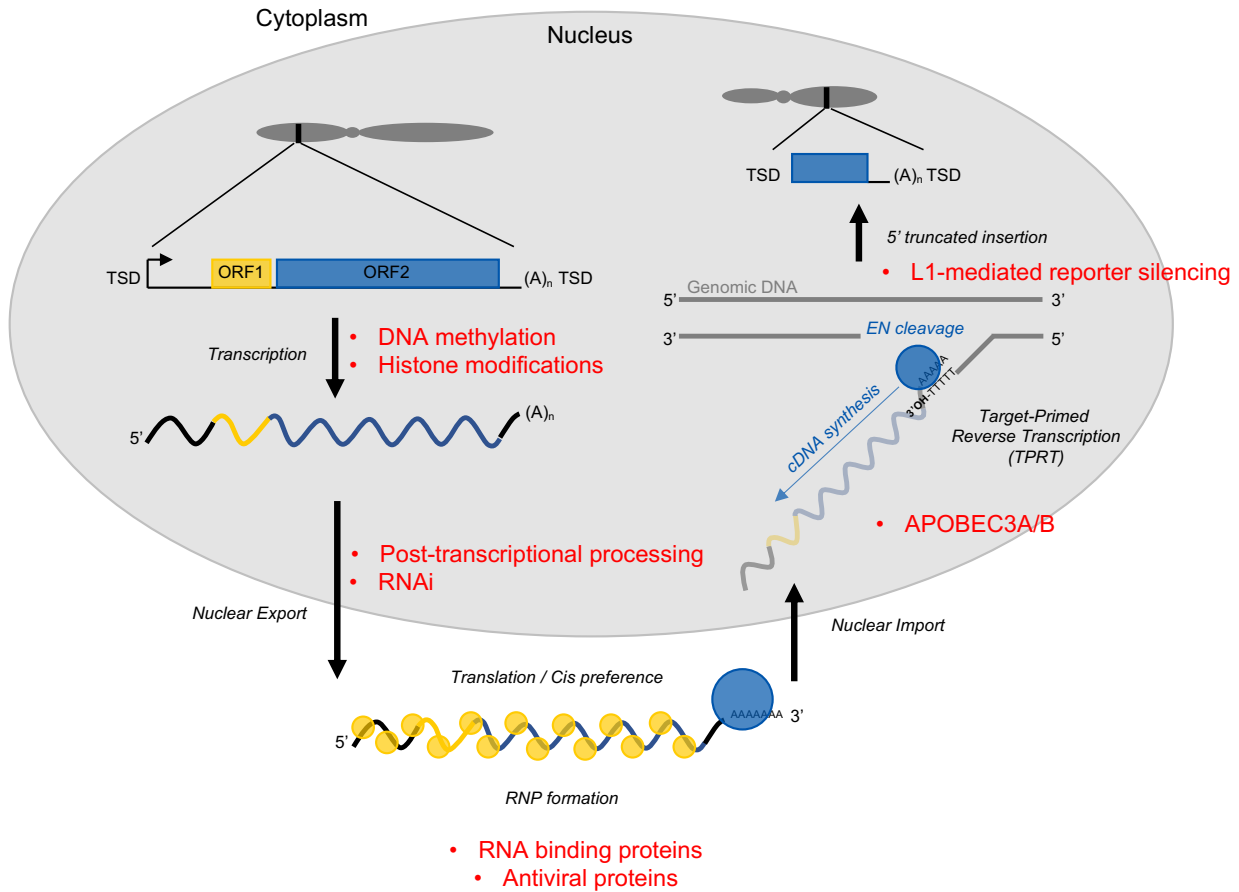 Cytoplasm
Nucleus
TSD
ORF1
ORF2
(A)n TSD
Transcription
• DNA methylation
• Histone modifications
5’
(A)n
• Post-transcriptional processing
• RNAi
Nuclear Export
Translation / Cis preference
5’
AAAAAAA
3’
RNP formation
• RNA binding proteins
• Antiviral proteins
Nuclear Import
TSD
(A)n TSD
5’ truncated insertion
• L1-mediated reporter silencing
Genomic DNA
5’
3’
3’
EN cleavage
5’
AAAAA
3’OH-TTTTT
cDNA synthesis
Target-Primed
Reverse Transcription
(TPRT)
• APOBEC3A/B